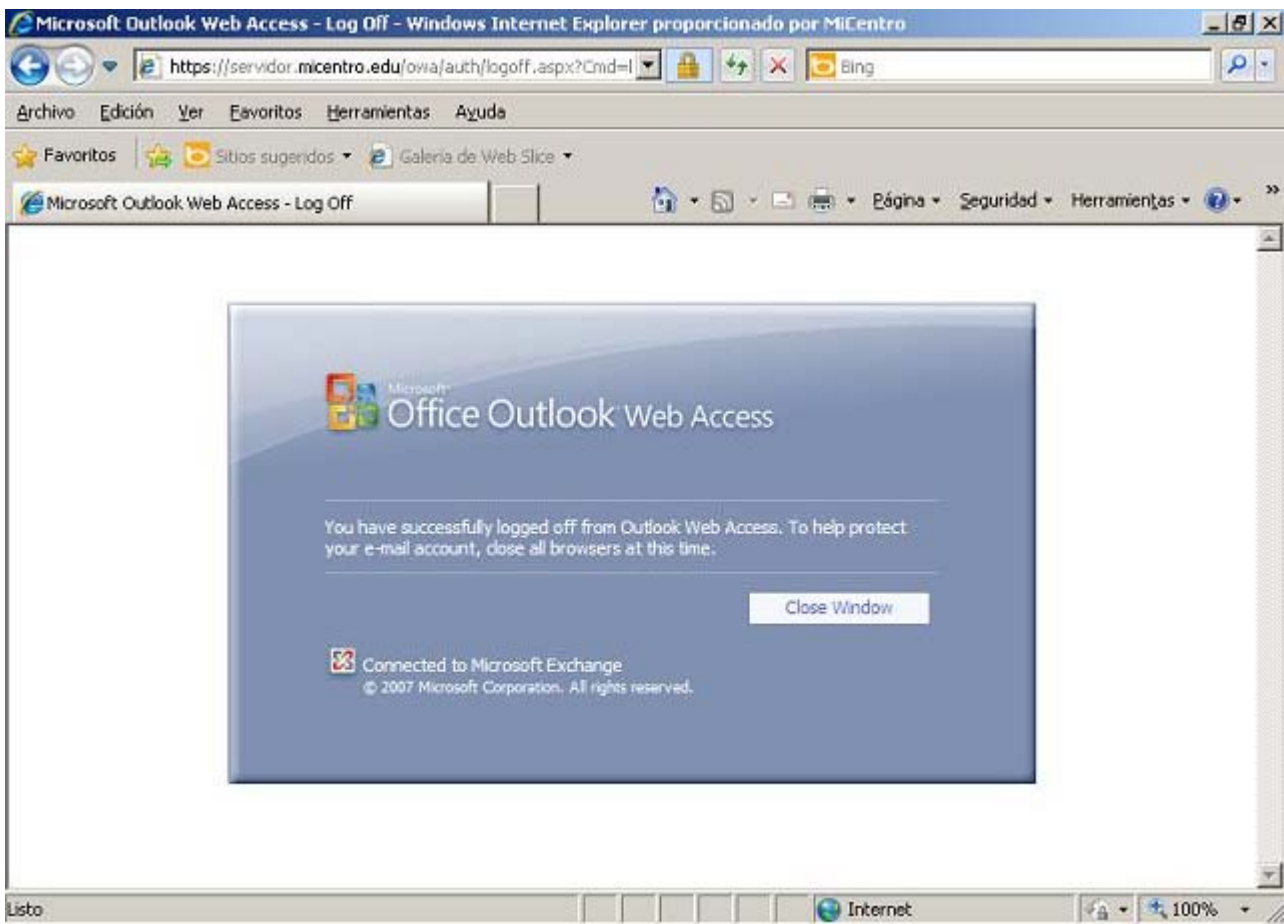 Microsoft Outlook Web Access - Log Off - Windows Internet Explorer proporcionado por MiCentro
https://servidor.micentro.edu/owa/auth/logoff.aspx?Cmd=l
Bing
Archivo Edición Ver Favoritos Herramientas Ayuda
Favoritos Sitios sugeridos Galería de Web Slice
Microsoft Outlook Web Access - Log Off
Página Seguridad Herramientas
Microsoft
Office Outlook Web Access
You have successfully logged off from Outlook Web Access. To help protect
your e-mail account, close all browsers at this time.
Close Window
Connected to Microsoft Exchange
© 2007 Microsoft Corporation. All rights reserved.
Listo Internet 100%